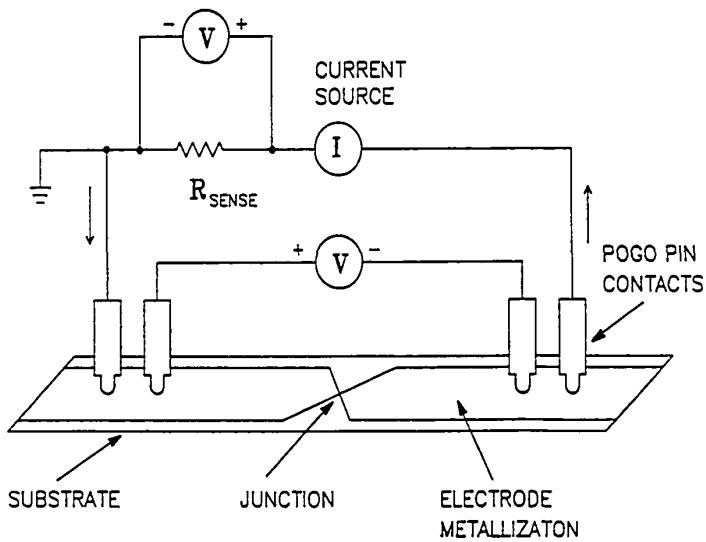 - V +
CURRENT
SOURCE
I
R SENSE
+ V -
POGO PIN
CONTACTS
SUBSTRATE
JUNCTION
ELECTRODE
METALLIZATON